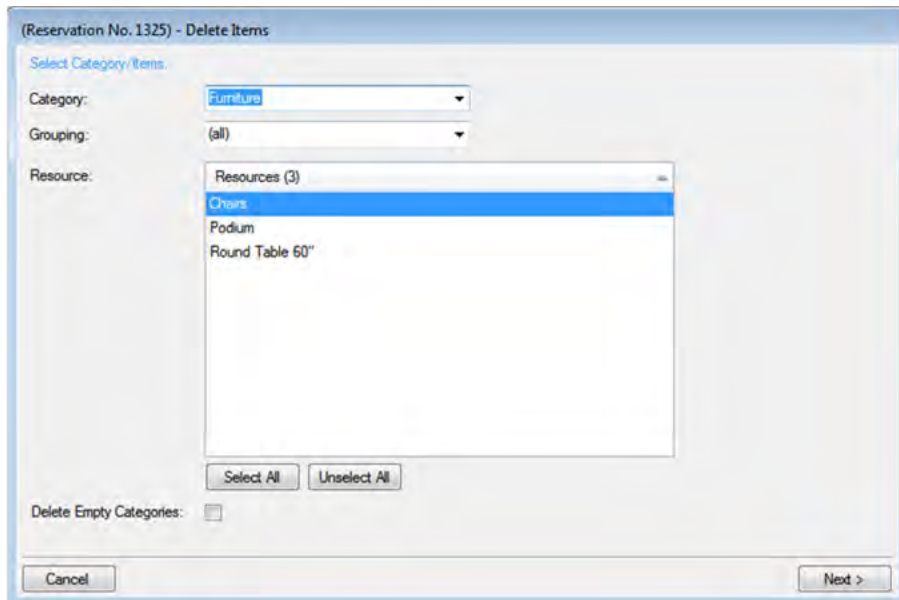 (Reservation No. 1325) - Delete Items
Select Category/Items.
Category: Furniture
Grouping: (all)
Resource: Resources (3)
Chairs
Podium
Round Table 60"
Select All Unselect All
Delete Empty Categories:
Cancel Next >